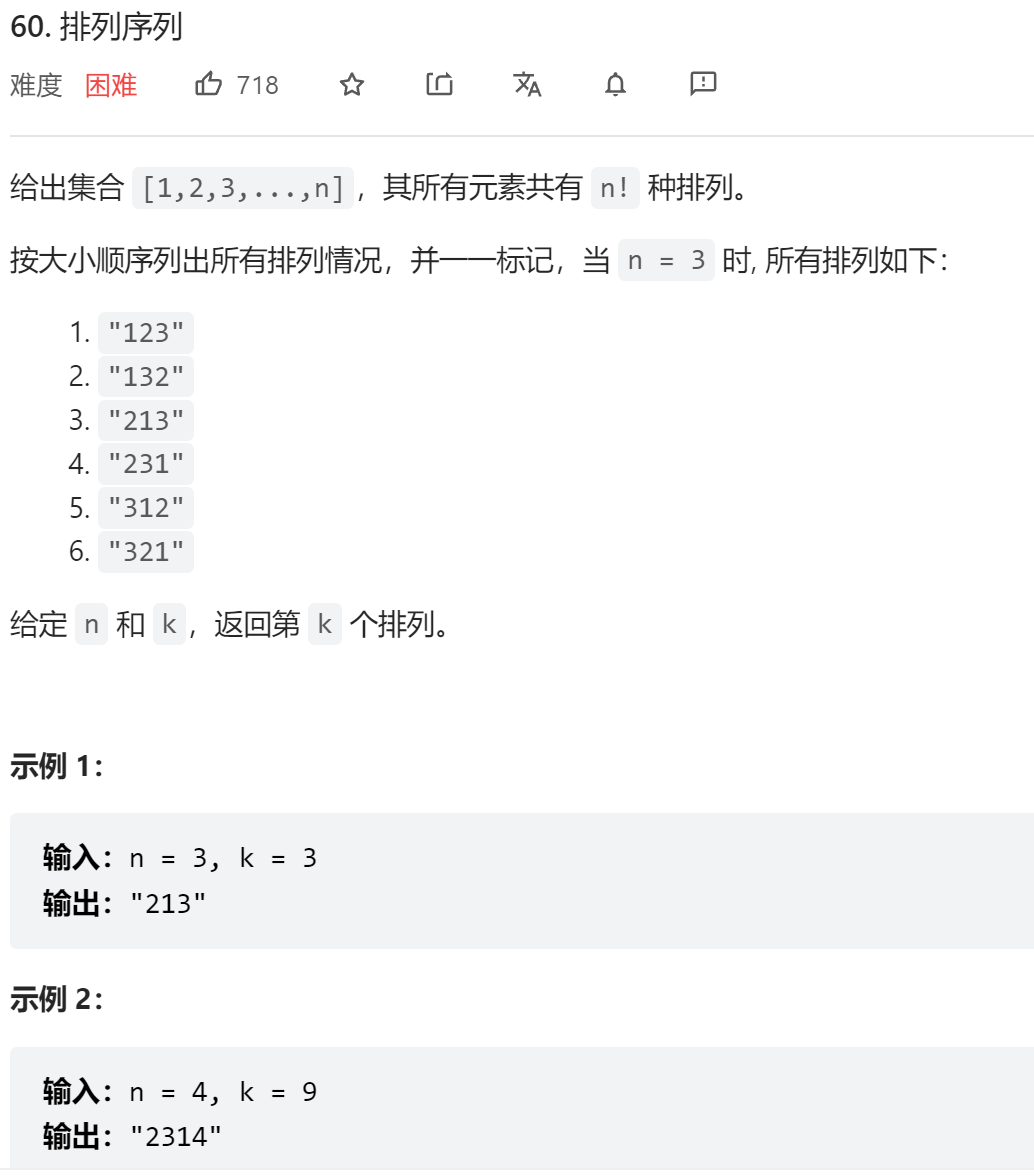 60. 排列序列
难度 困难 718
给出集合 [1,2,3,...,n]，其所有元素共有 n! 种排列。
按大小顺序列出所有排列情况，并一一标记，当 n = 3 时, 所有排列如下：
1. "123"
2. "132"
3. "213"
4. "231"
5. "312"
6. "321"
给定 n 和 k，返回第 k 个排列。
示例 1：
输入：n = 3, k = 3
输出："213"
示例 2：
输入：n = 4, k = 9
输出："2314"